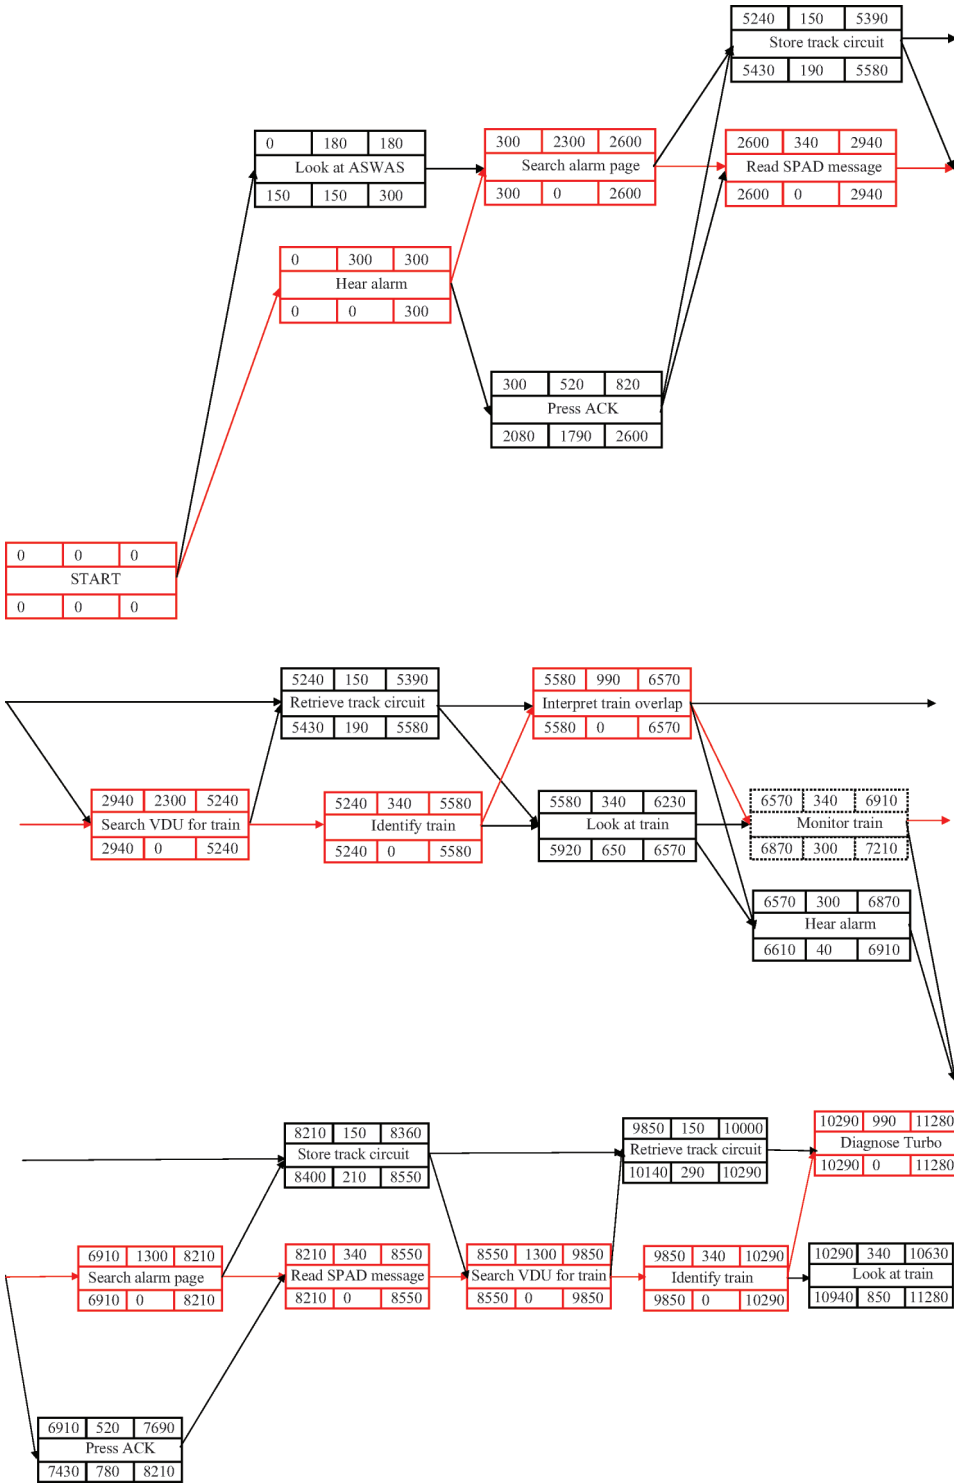 5240 150 5390
Store track circuit
5430 190 5580
0 180 180
Look at ASWAS
150 150 300
300 2300 2600
Search alarm page
300 0 2600
2600 340 2940
Read SPAD message
2600 0 2940
0 300 300
Hear alarm
0 0 300
300 520 820
Press ACK
2080 1790 2600
0 0 0
START
0 0 0
5240 150 5390
Retrieve track circuit
5430 190 5580
5580 990 6570
Interpret train overlap
5580 0 6570
2940 2300 5240
Search VDU for train
2940 0 5240
5240 340 5580
Identify train
5240 0 5580
5580 340 6230
Look at train
5920 650 6570
6570 340 6910
Monitor train
6870 300 7210
6570 300 6870
Hear alarm
6610 40 6910
8210 150 8360
Store track circuit
8400 210 8550
9850 150 10000
Retrieve track circuit
10140 290 10290
10290 990 11280
Diagnose Turbo
10290 0 11280
6910 1300 8210
Search alarm page
6910 0 8210
8210 340 8550
Read SPAD message
8210 0 8550
8550 1300 9850
Search VDU for train
8550 0 9850
9850 340 10290
Identify train
9850 0 10290
10290 340 10630
Look at train
10940 850 11280
6910 520 7690
Press ACK
7430 780 8210